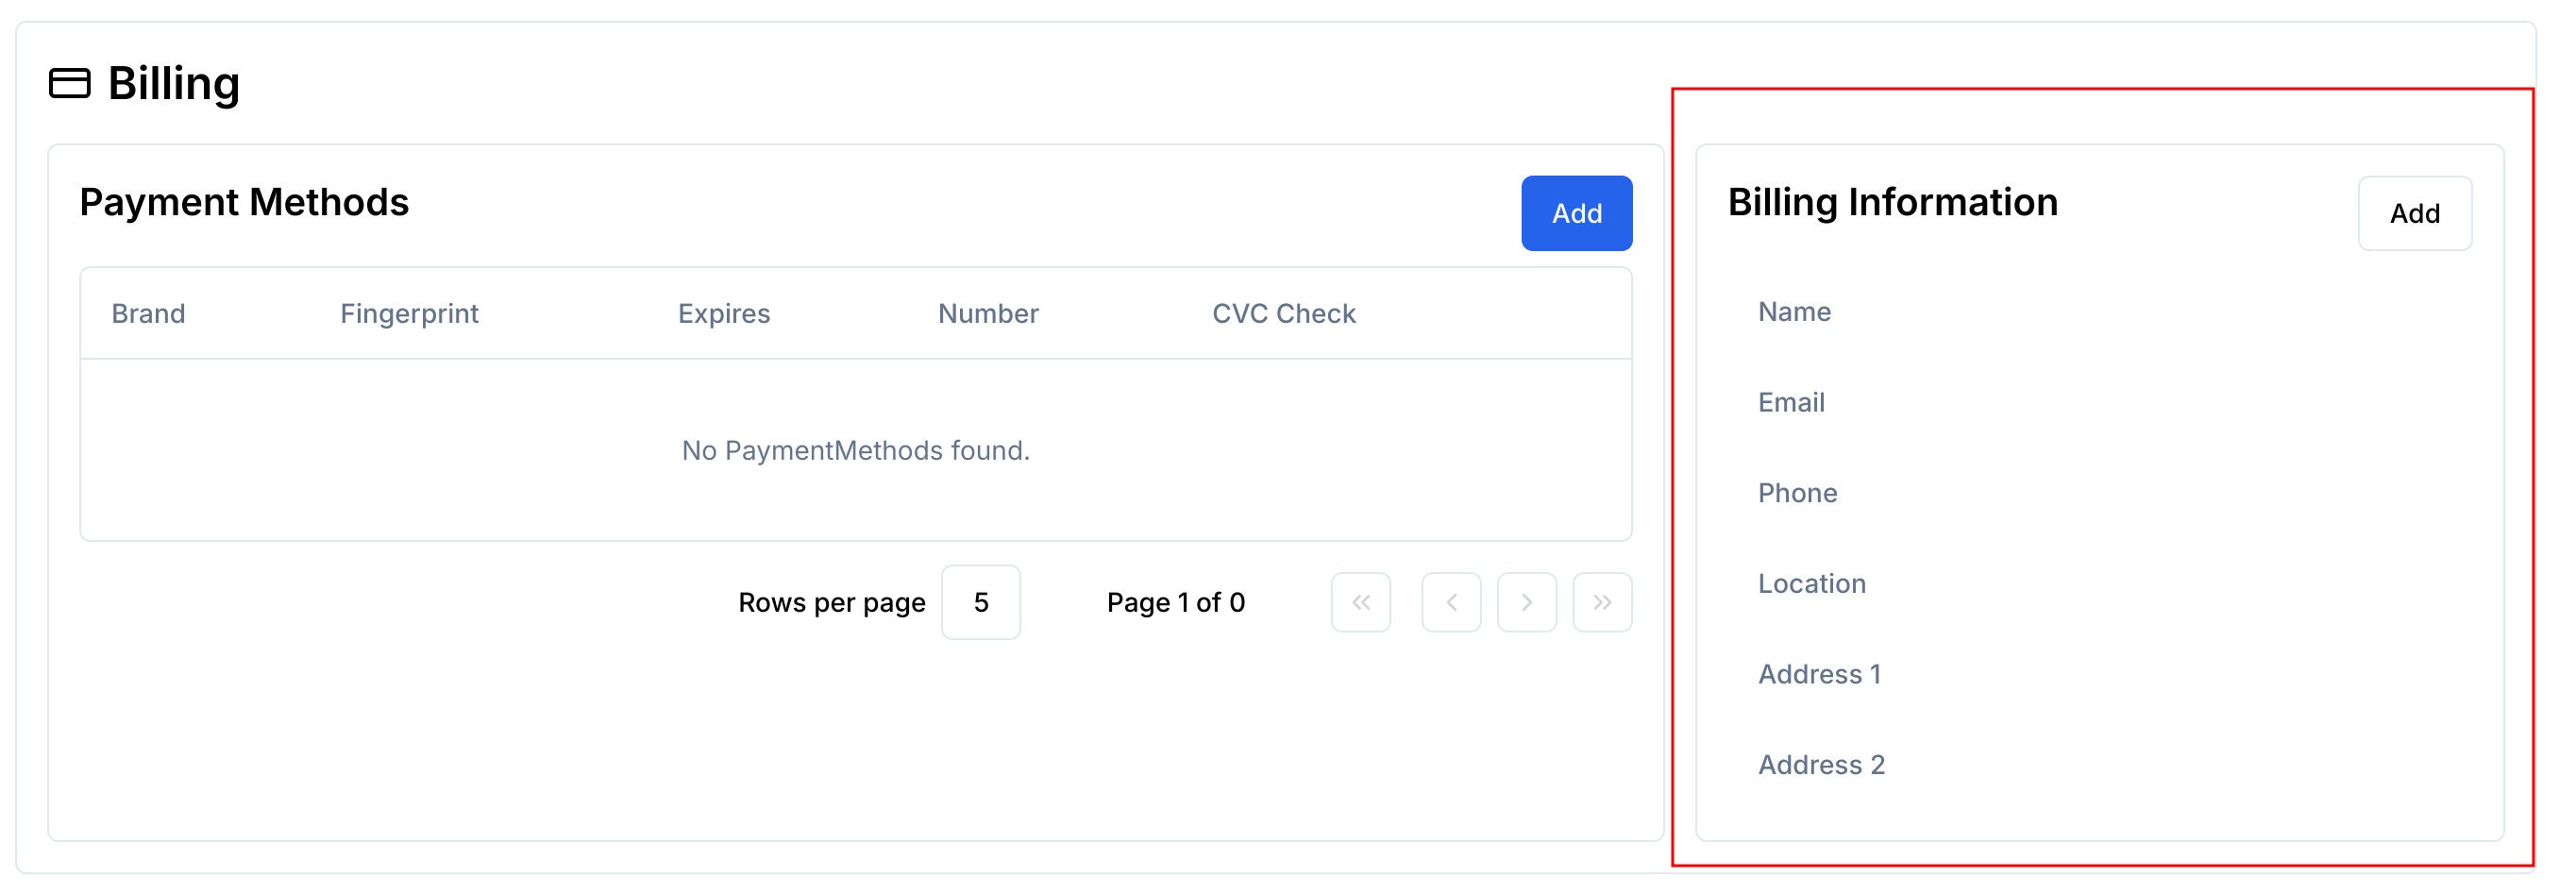 Billing
Payment Methods
Add
Brand Fingerprint Expires Number CVC Check
No PaymentMethods found.
Rows per page 5 Page 1 of 0
Billing Information
Add
Name
Email
Phone
Location
Address 1
Address 2